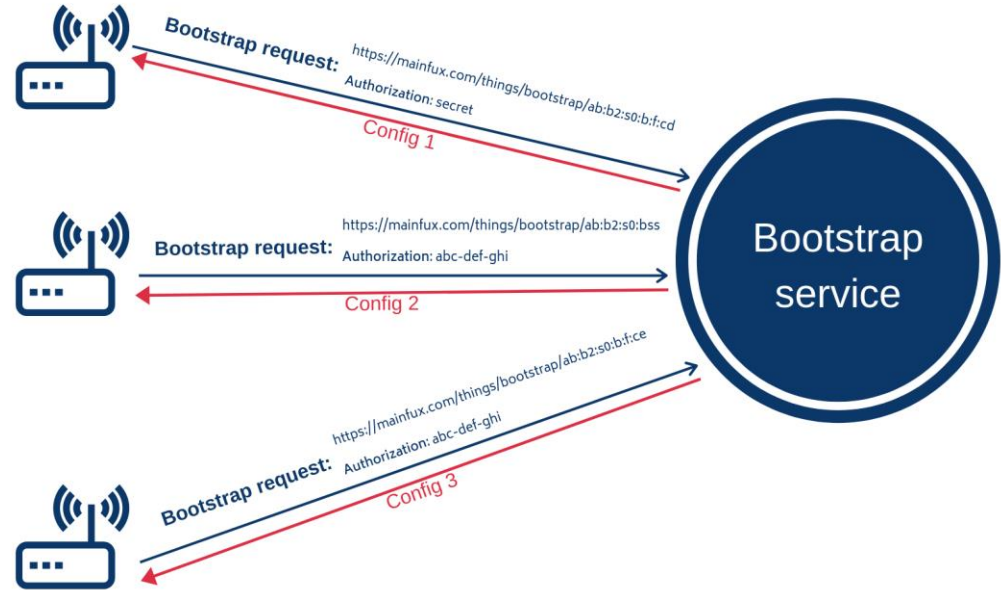 Bootstrap request:
https://mainfux.com/things/bootstrap/ab:b2:s0:b:f:cd
Authorization: secret
Config 1
Bootstrap request:
https://mainfux.com/things/bootstrap/ab:b2:s0:bss
Authorization: abc-def-ghi
Config 2
Bootstrap request:
https://mainfux.com/things/bootstrap/ab:b2:s0:b:f:ce
Authorization: abc-def-ghi
Config 3
Bootstrap
service